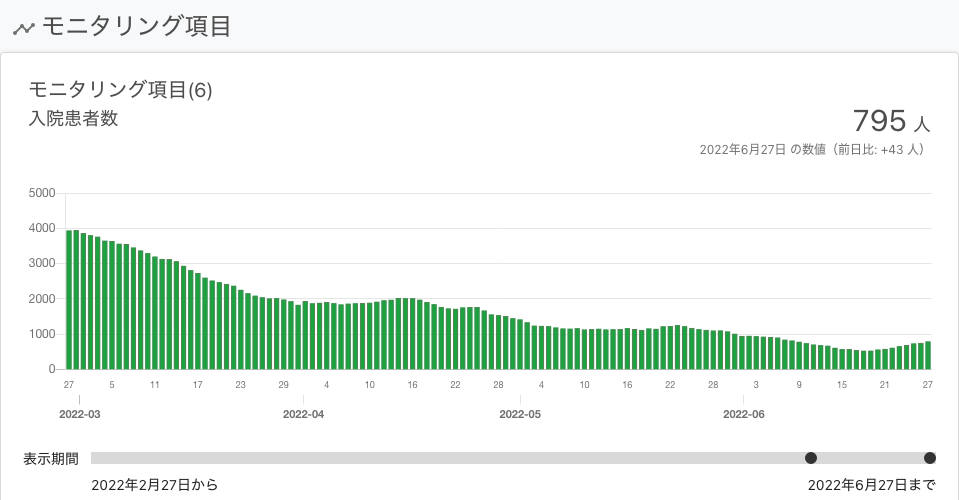 モニタリング項目
モニタリング項目(6)
入院患者数
795 人
2022年6月27日 の数値（前日比: +43 人）
5000
4000
3000
2000
1000
0
27 5 11 17 23 29 4 10 16 22 28 4 10 16 22 28 3 9 15 21 27
2022-03 2022-04 2022-05 2022-06
表示期間
2022年2月27日から 2022年6月27日まで